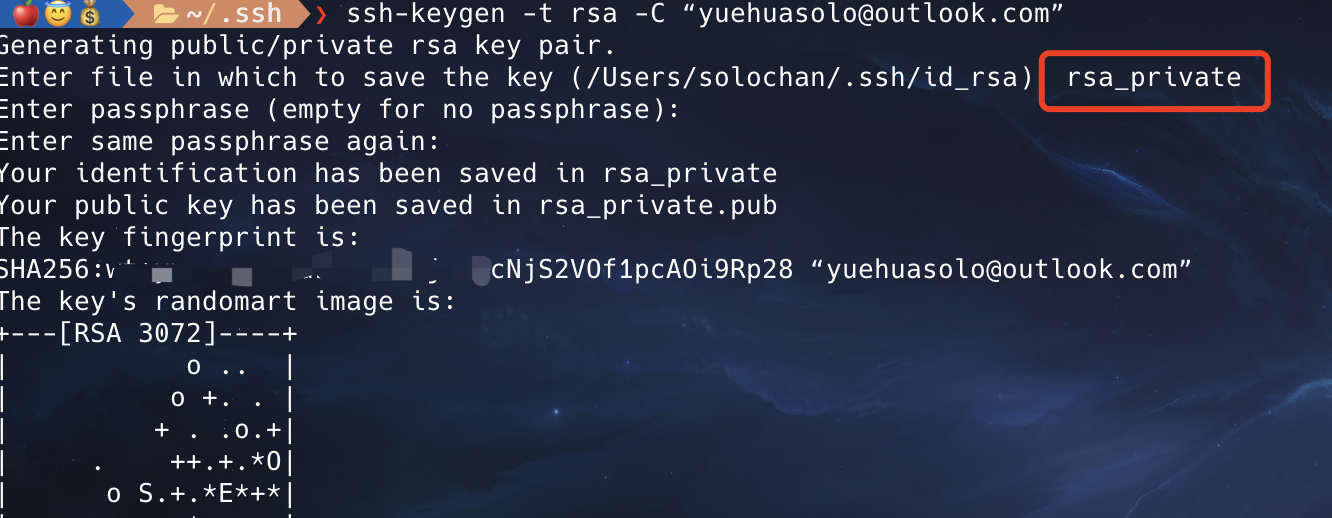 ~/.ssh ❯ ssh-keygen -t rsa -C “yuehuasolo@outlook.com”
Generating public/private rsa key pair.
Enter file in which to save the key (/Users/solochan/.ssh/id_rsa) rsa_private
Enter passphrase (empty for no passphrase):
Enter same passphrase again:
Your identification has been saved in rsa_private
Your public key has been saved in rsa_private.pub
The key fingerprint is:
SHA256: cNjS2VOf1pcAOi9Rp28 “yuehuasolo@outlook.com”
The key's randomart image is:
+---[RSA 3072]----+
|           o ..  |
|          o +. . |
|         + . .o.+|
|     .    ++.+.*O|
|      o S.+.*E*+*|